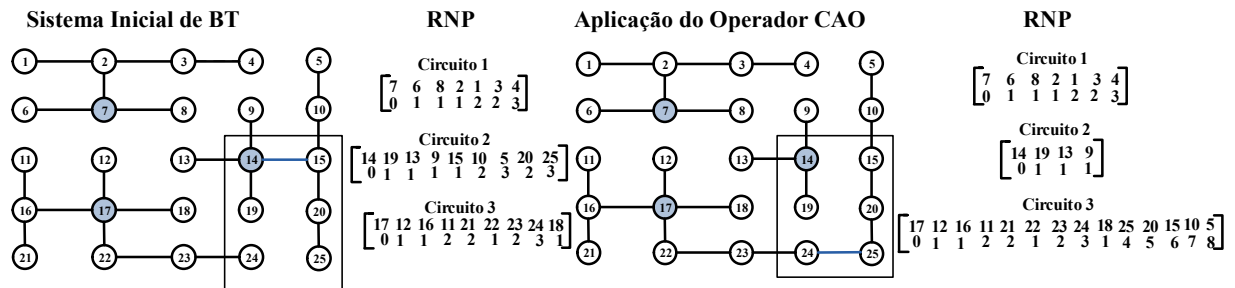 Sistema Inicial de BT
1 2 3 4 5
6 7 8 9 10
11 12 13 14 15
16 17 18 19 20
21 22 23 24 25
RNP
Circuito 1
7 6 8 2 1 3 4
0 1 1 1 2 2 3
Circuito 2
14 19 13 9 15 10 5 20 25
0 1 1 1 1 2 3 2 3
Circuito 3
17 12 16 11 21 22 23 24 18
0 1 1 2 2 1 2 3 1
Aplicação do Operador CAO
1 2 3 4 5
6 7 8 9 10
11 12 13 14 15
16 17 18 19 20
21 22 23 24 25
RNP
Circuito 1
7 6 8 2 1 3 4
0 1 1 1 2 2 3
Circuito 2
14 19 13 9
0 1 1 1
Circuito 3
17 12 16 11 21 22 23 24 18 25 20 15 10 5
0 1 1 2 2 1 2 3 1 4 5 6 7 8